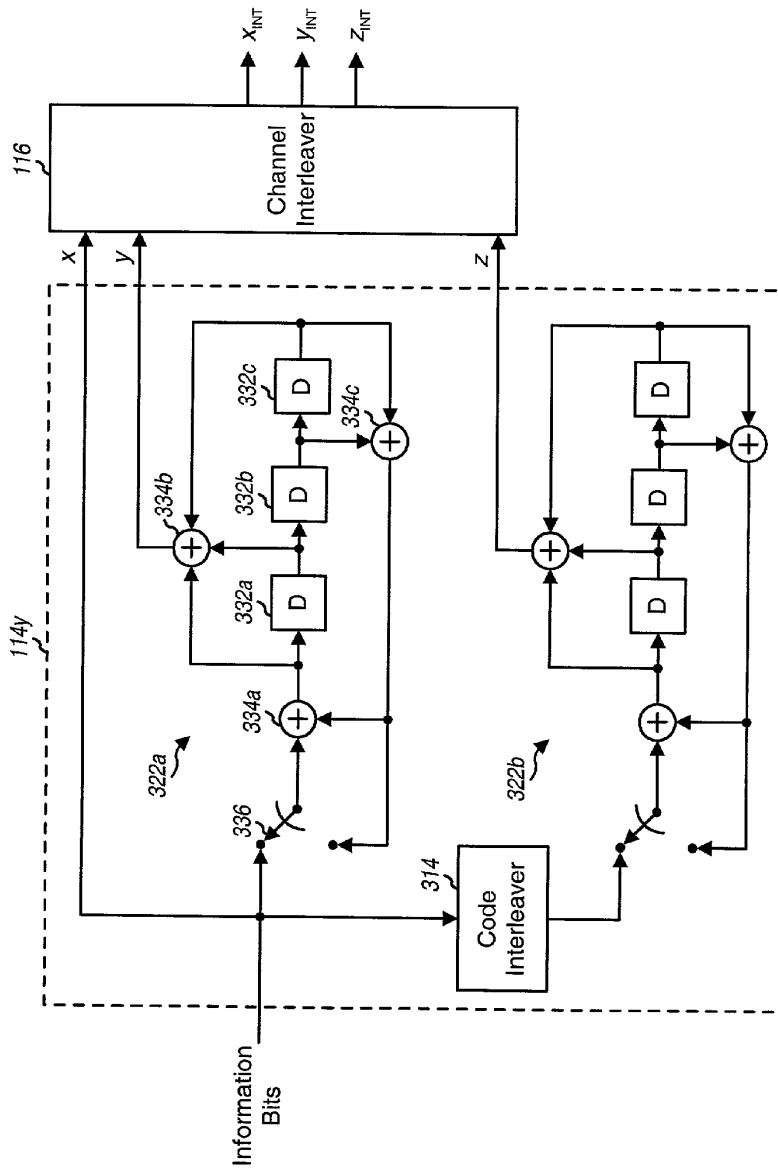 114y
116
x
y
z
Channel
Interleaver
x_INT
y_INT
z_INT
322a
334b
332a
332b
332c
D
D
D
+
334a
+
334c
+
336
Information
Bits
314
Code
Interleaver
322b
+
D
D
D
+
+